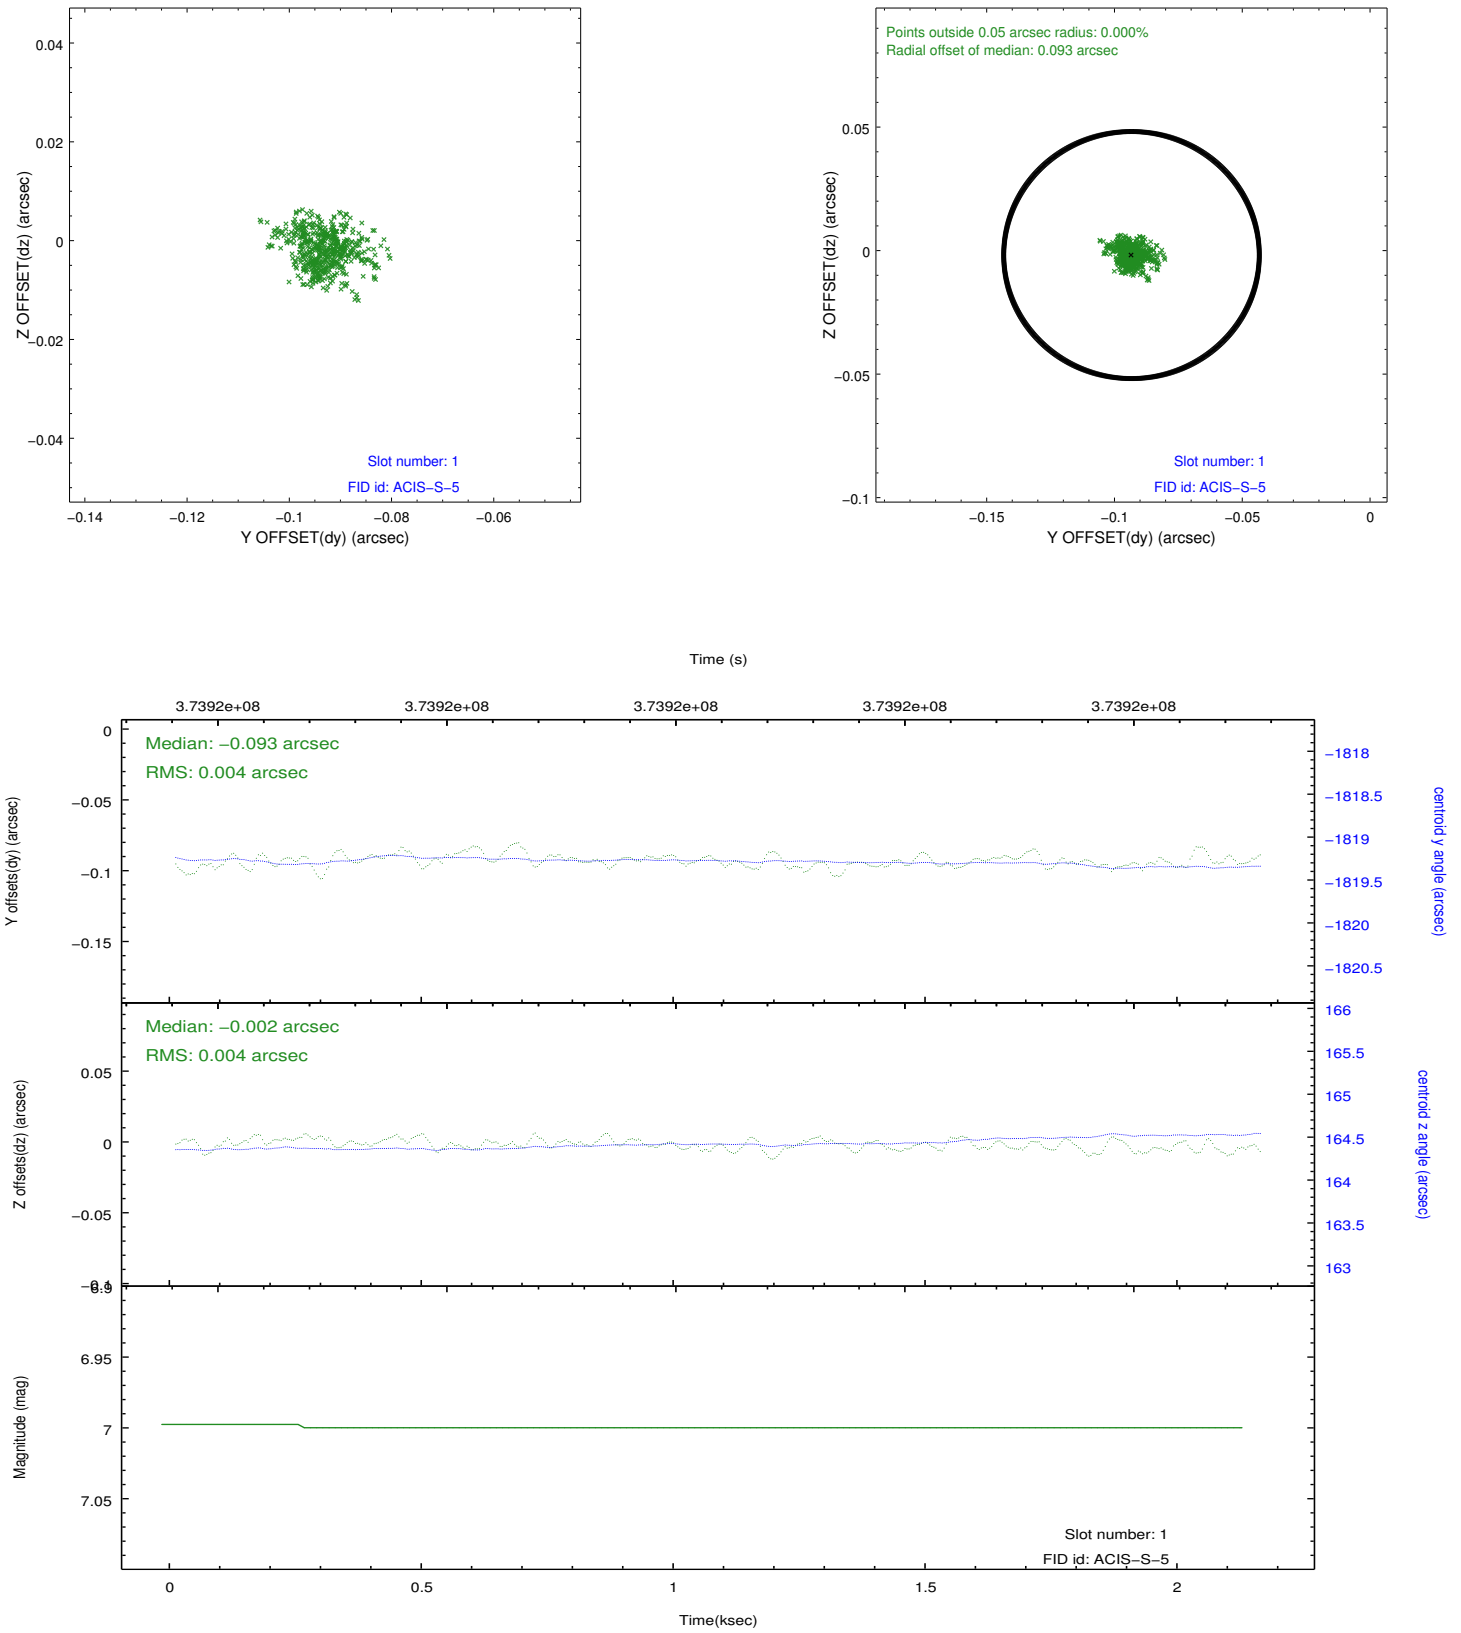 0.04
0.02
0
−0.02
−0.04
Z OFFSET(dz) (arcsec)
Slot number: 1
FID id: ACIS−S−5
−0.14
−0.12
−0.1
−0.08
−0.06
Y OFFSET(dy) (arcsec)
Points outside 0.05 arcsec radius: 0.000%
Radial offset of median: 0.093 arcsec
0.05
0
−0.05
−0.1
Z OFFSET(dz) (arcsec)
Slot number: 1
FID id: ACIS−S−5
−0.15
−0.1
−0.05
0
Y OFFSET(dy) (arcsec)
Time (s)
3.7392e+08
3.7392e+08
3.7392e+08
3.7392e+08
3.7392e+08
Median: −0.093 arcsec
RMS: 0.004 arcsec
0
−0.05
−0.1
−0.15
Y offsets(dy) (arcsec)
−1818
−1818.5
−1819
−1819.5
−1820
−1820.5
centroid y angle (arcsec)
Median: −0.002 arcsec
RMS: 0.004 arcsec
0.05
0
−0.05
−0.1
Z offsets(dz) (arcsec)
166
165.5
165
164.5
164
163.5
163
centroid z angle (arcsec)
6.9
6.95
7
7.05
Magnitude (mag)
Slot number: 1
FID id: ACIS−S−5
0
0.5
1
1.5
2
Time(ksec)